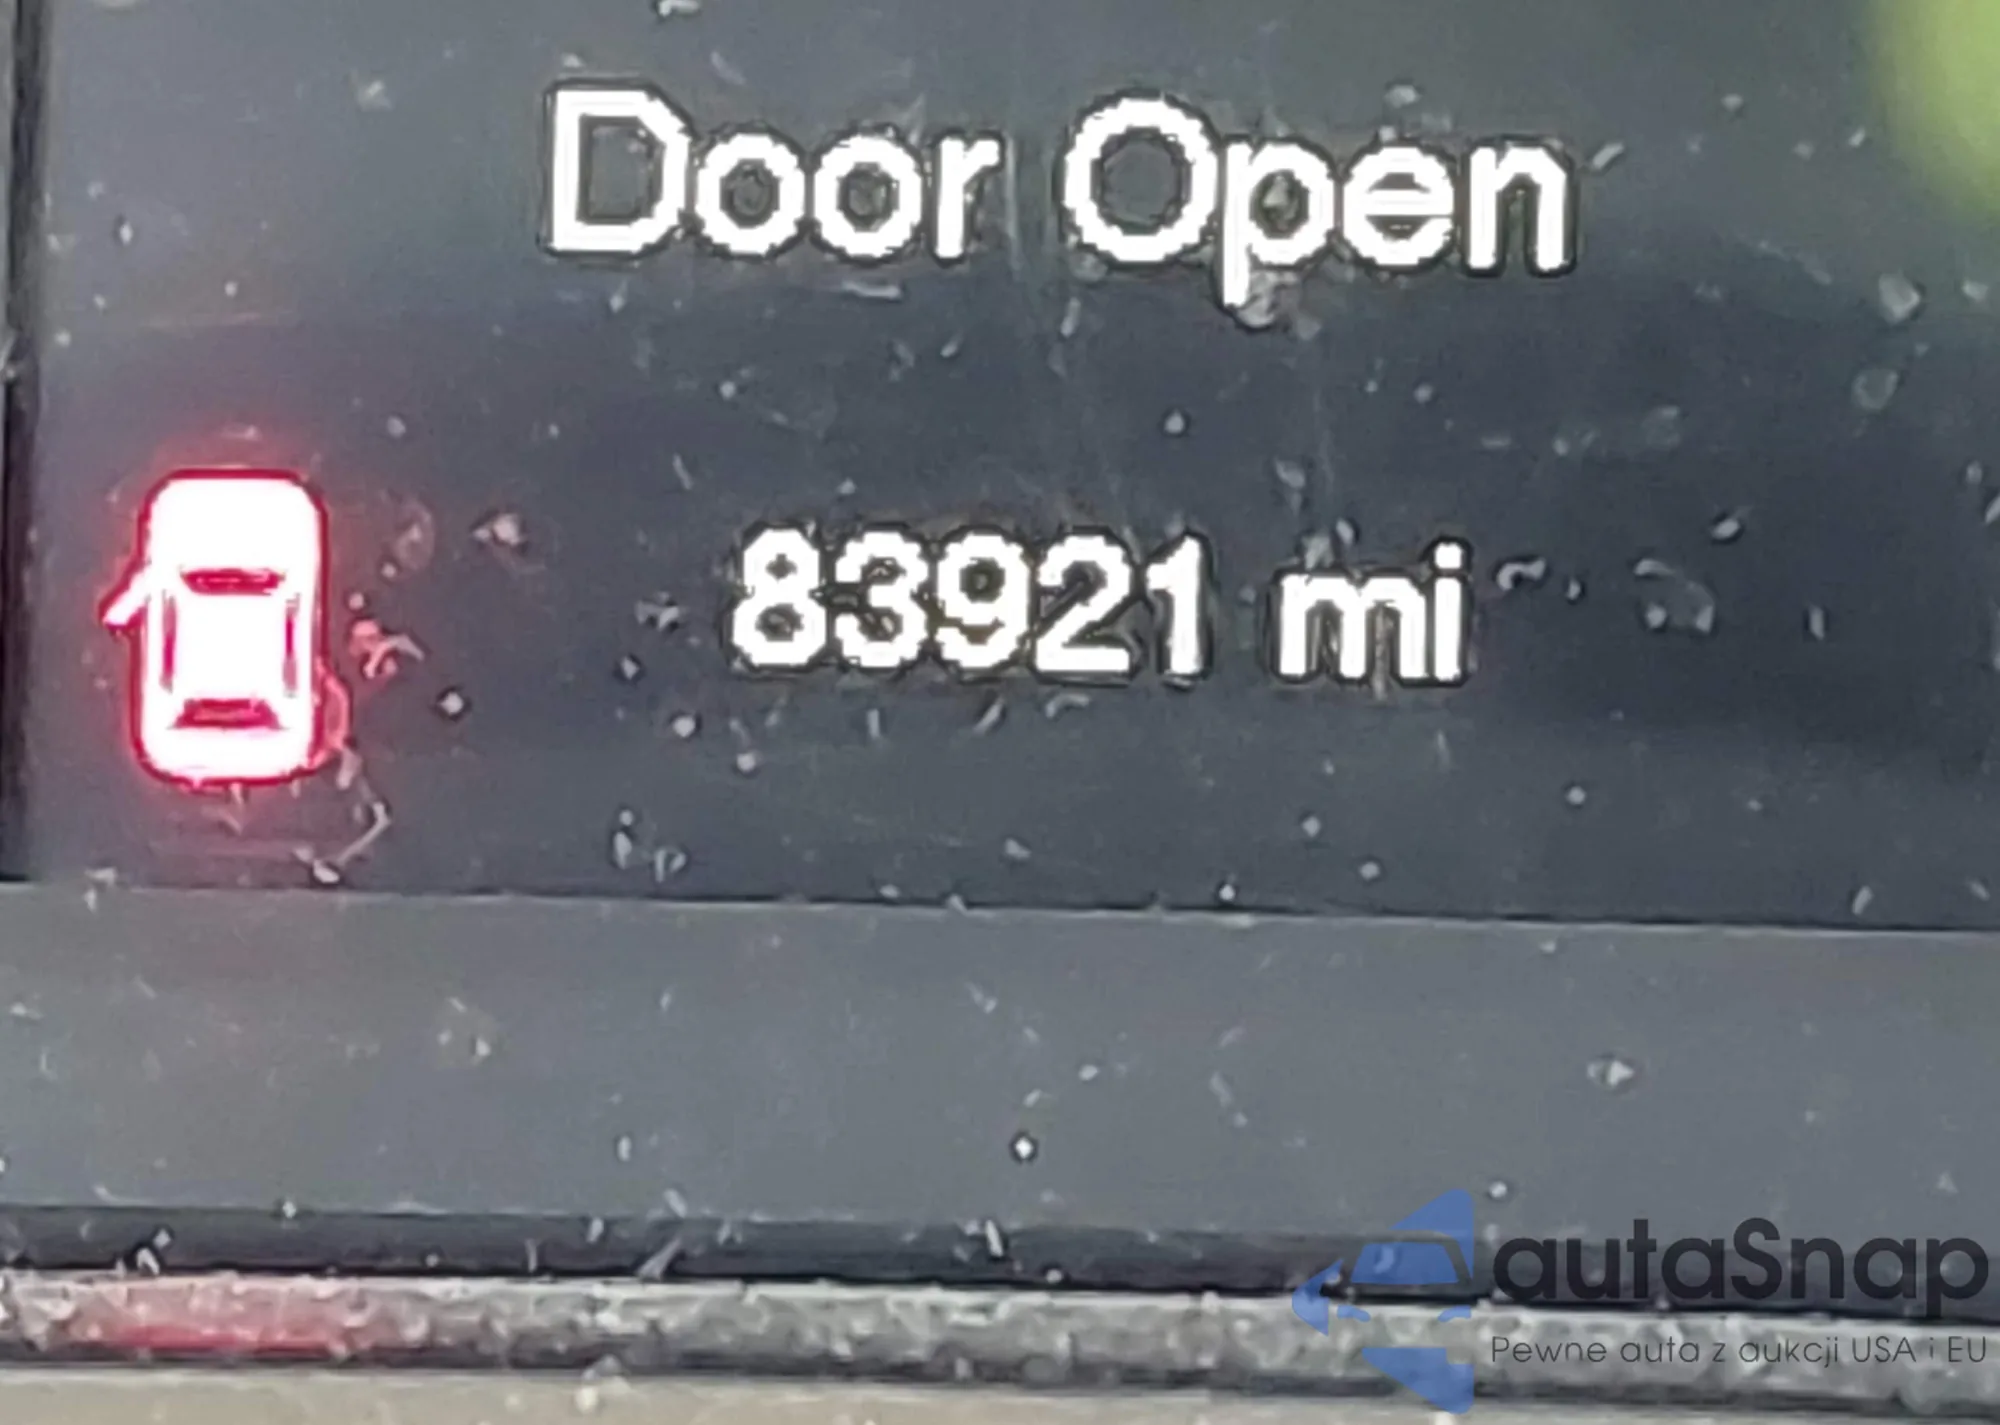 Door Open
83921 mi
autaSnap
Pewne auta z aukcji USA i EU